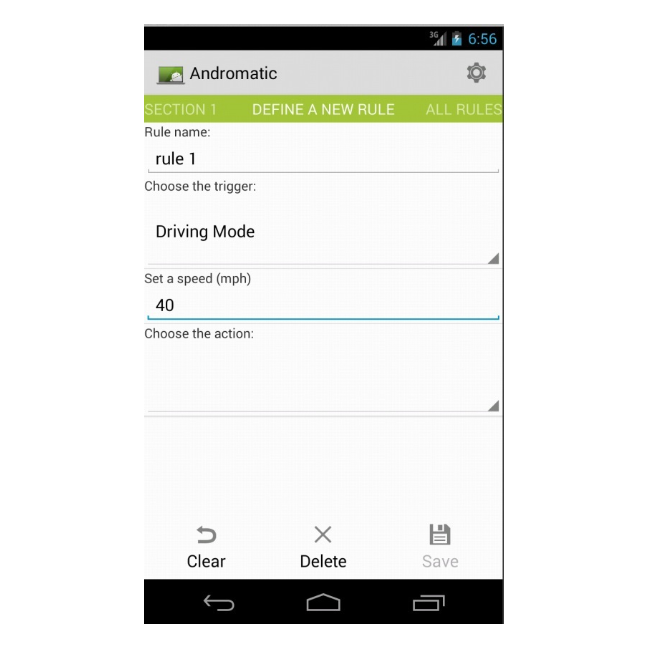 3G 6:56
Andromatic
SECTION 1 DEFINE A NEW RULE ALL RULES
Rule name:
rule 1
Choose the trigger:
Driving Mode
Set a speed (mph)
40
Choose the action:
Clear Delete Save